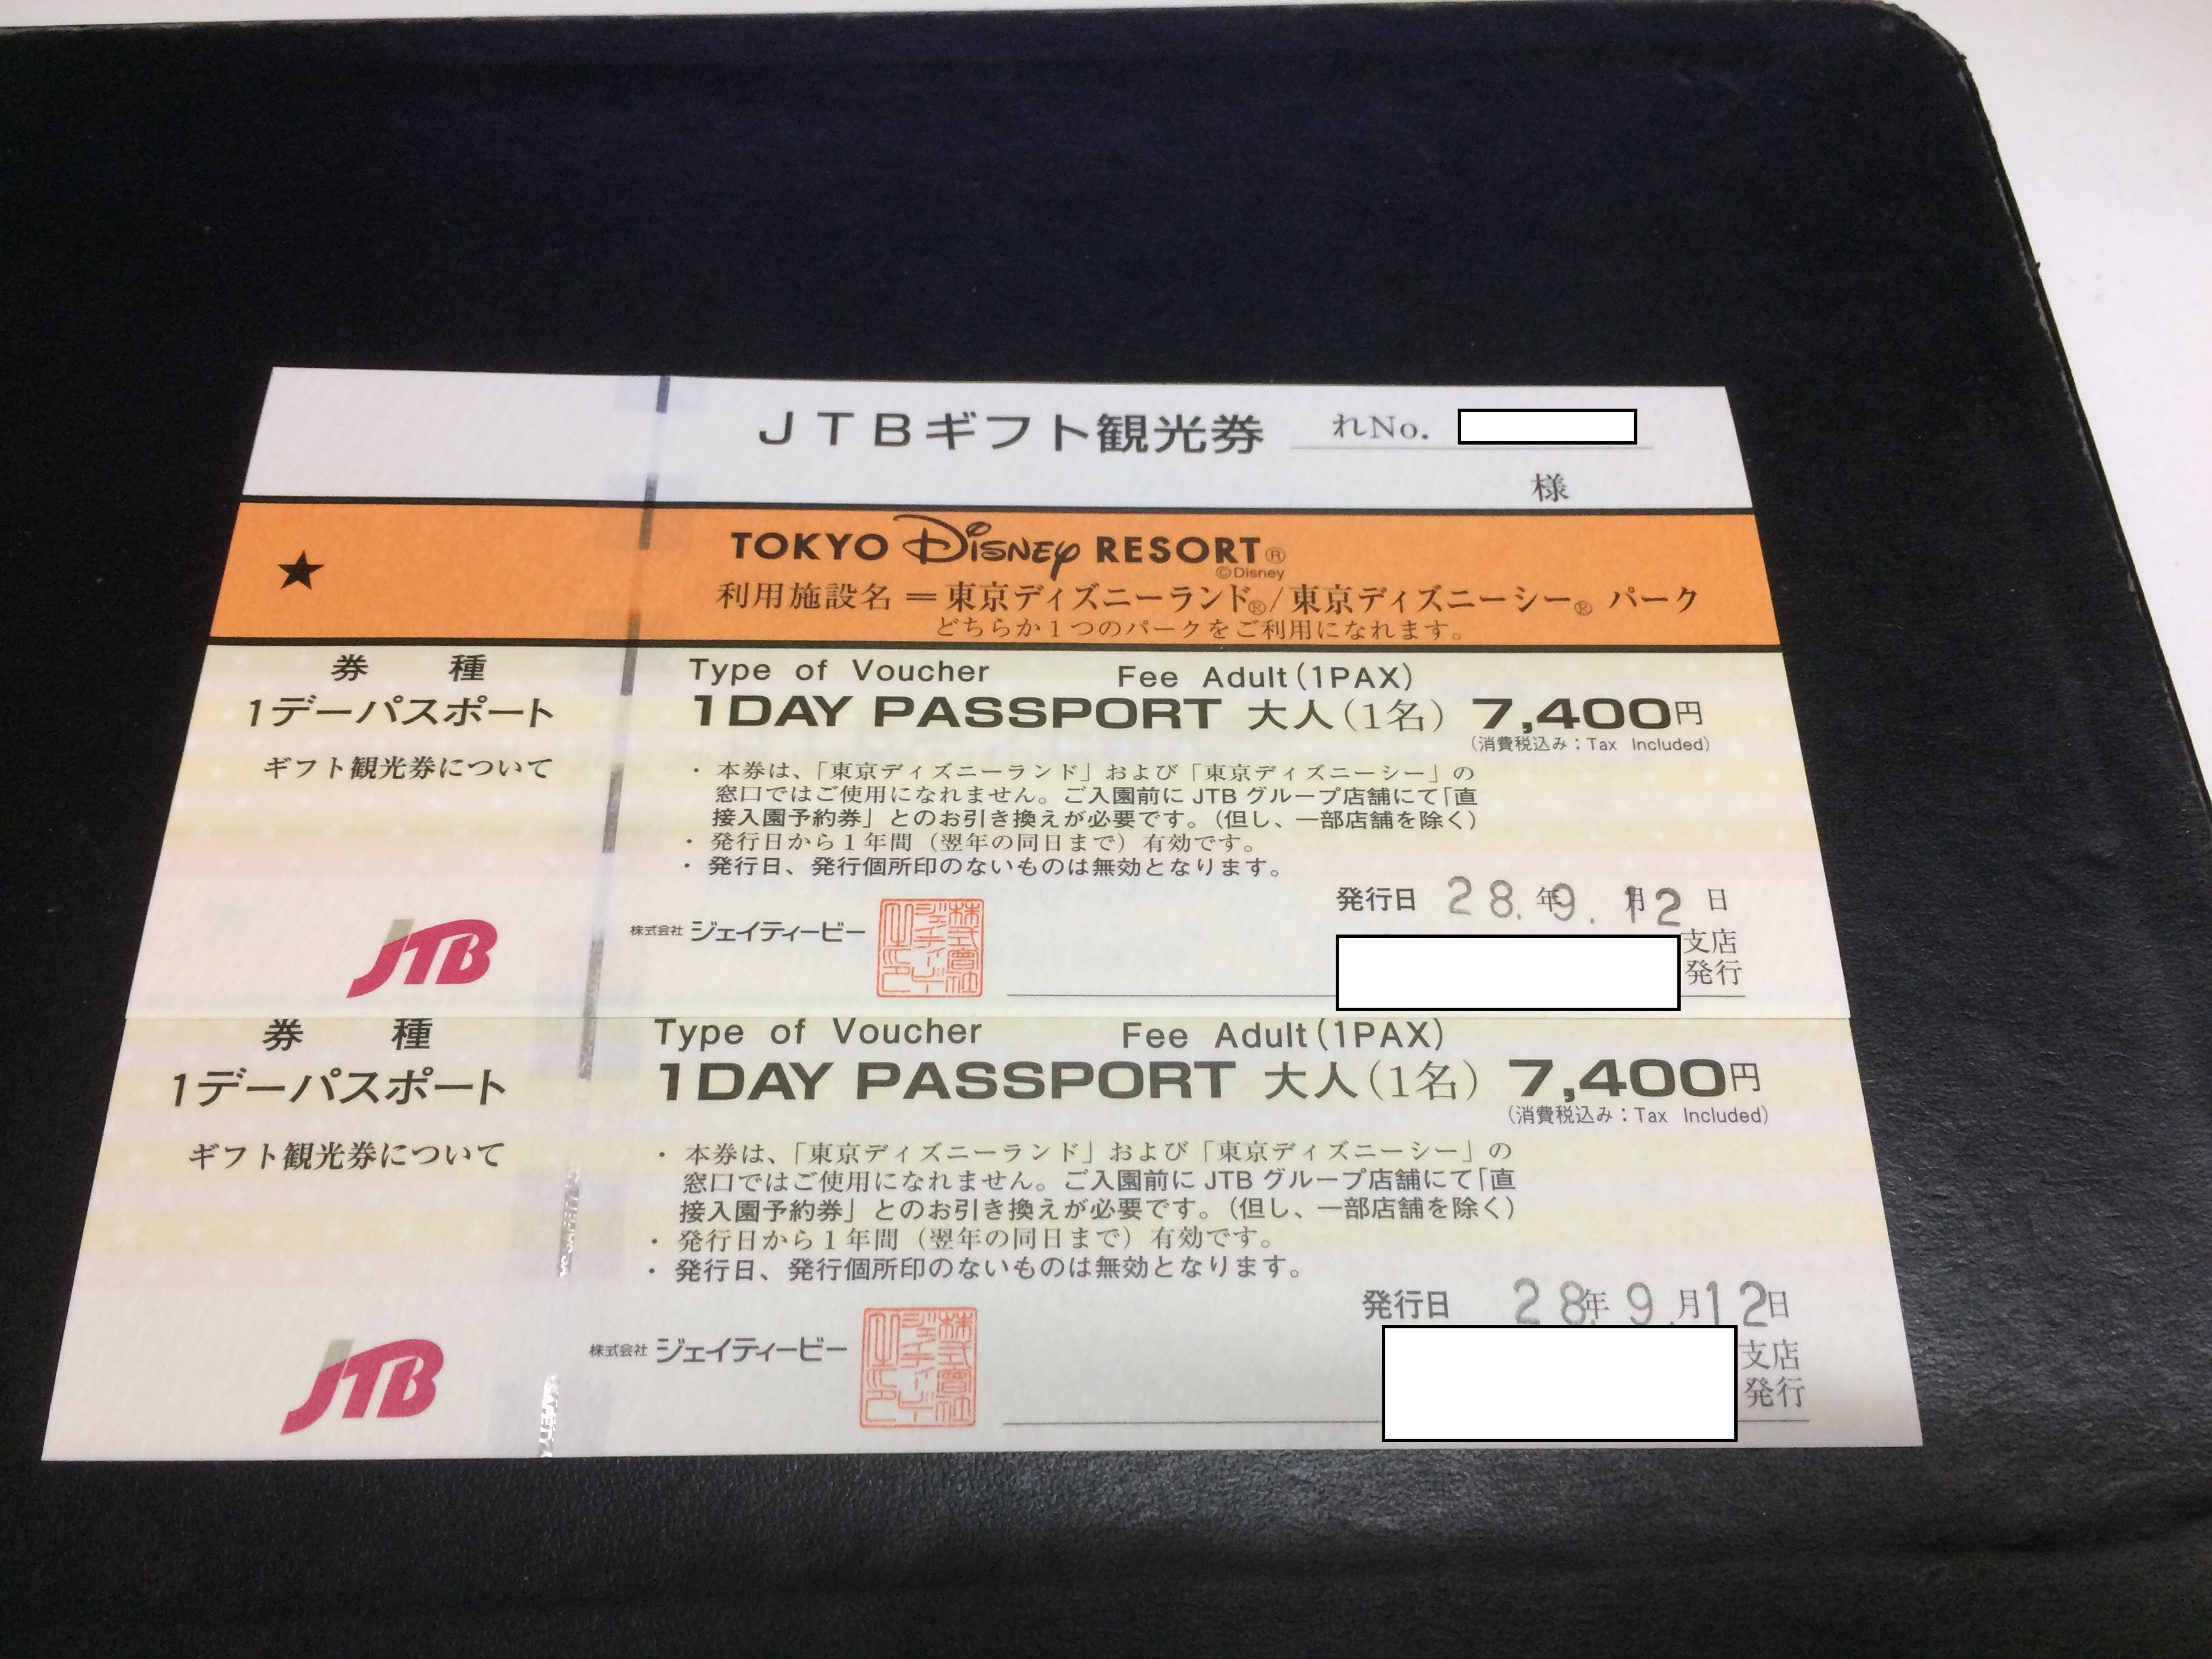 JTBギフト観光券 れNo.
様
TOKYO Disney RESORT®
©Disney
★ 利用施設名＝東京ディズニーランド®/東京ディズニーシー® パーク
どちらか1つのパークをご利用になれます。
券 種 Type of Voucher Fee Adult(1PAX)
1デーパスポート 1DAY PASSPORT 大人(1名) 7,400円
(消費税込み：Tax Included)
ギフト観光券について ・本券は、「東京ディズニーランド」および「東京ディズニーシー」の
窓口ではご使用になれません。ご入園前にJTBグループ店舗にて「直
接入園予約券」とのお引き換えが必要です。(但し、一部店舗を除く)
・発行日から1年間（翌年の同日まで）有効です。
・発行日、発行個所印のないものは無効となります。
発行日 28.年9.月12日
JTB 株式会社 ジェイティービー 支店
発行
券 種 Type of Voucher Fee Adult(1PAX)
1デーパスポート 1DAY PASSPORT 大人(1名) 7,400円
(消費税込み：Tax Included)
ギフト観光券について ・本券は、「東京ディズニーランド」および「東京ディズニーシー」の
窓口ではご使用になれません。ご入園前にJTBグループ店舗にて「直
接入園予約券」とのお引き換えが必要です。(但し、一部店舗を除く)
・発行日から1年間（翌年の同日まで）有効です。
・発行日、発行個所印のないものは無効となります。
発行日 28年9.月12日
JTB 株式会社 ジェイティービー 支店
発行